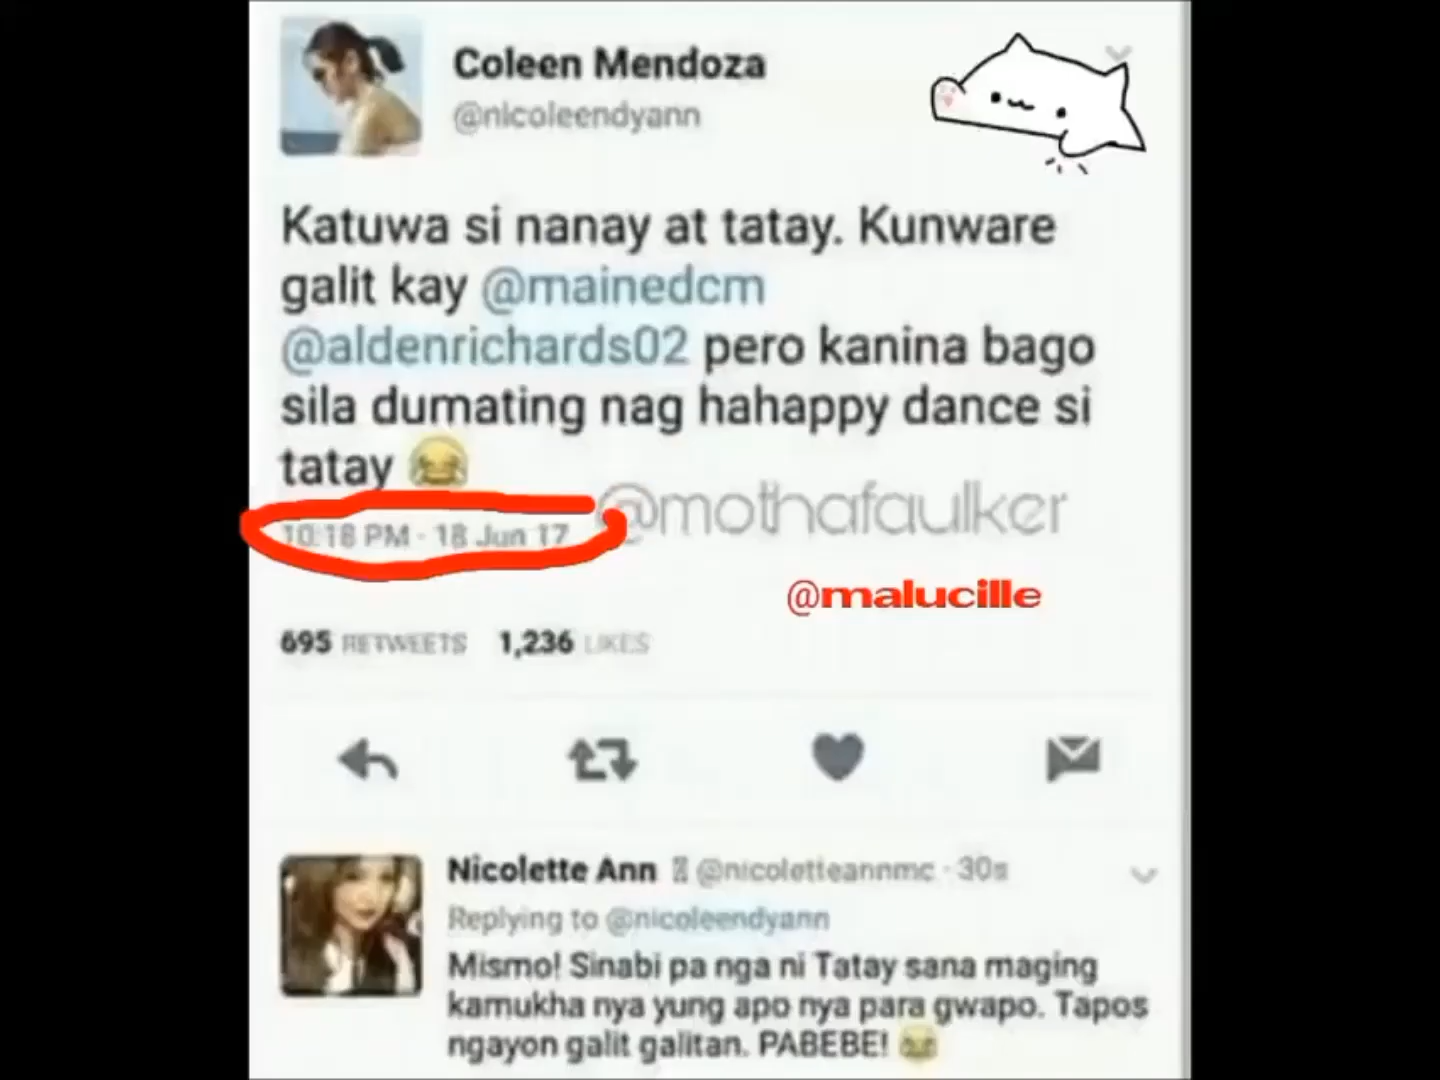 Coleen Mendoza
@nicoleendyann
Katuwa si nanay at tatay. Kunware
galit kay @mainedcm
@aldenrichards02 pero kanina bago
sila dumating nag hahappy dance si
tatay 😂
@mothafaulker
10:18 PM · 18 Jun 17
@malucille
695 RETWEETS 1,236 LIKES
Nicolette Ann @nicoletteannmc · 30s
Replying to @nicoleendyann
Mismo! Sinabi pa nga ni Tatay sana maging
kamukha nya yung apo nya para gwapo. Tapos
ngayon galit galitan. PABEBE! 😂